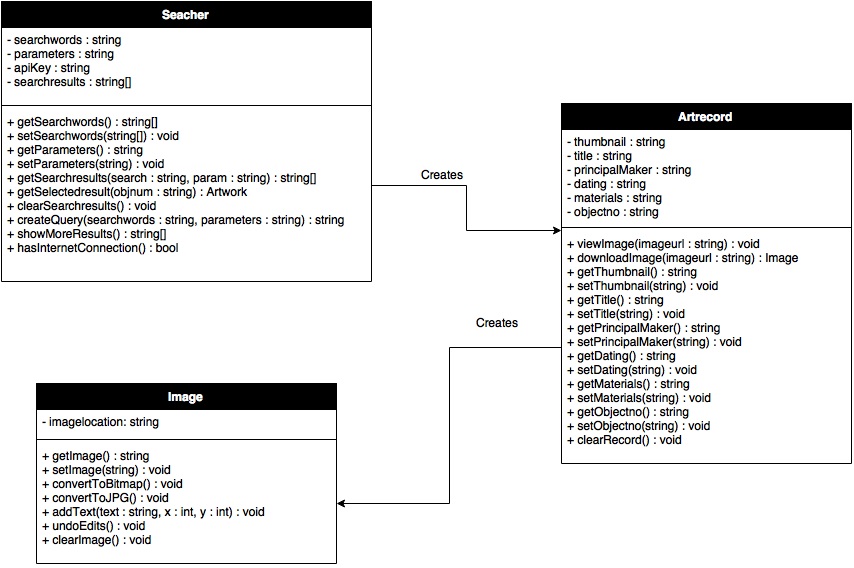 Seacher
- searchwords : string
- parameters : string
- apiKey : string
- searchresults : string[]
+ getSearchwords() : string[]
+ setSearchwords(string[]) : void
+ getParameters() : string
+ setParameters(string) : void
+ getSearchresults(search : string, param : string) : string[]
+ getSelectedresult(objnum : string) : Artwork
+ clearSearchresults() : void
+ createQuery(searchwords : string, parameters : string) : string
+ showMoreResults() : string[]
+ hasInternetConnection() : bool
Creates
Artrecord
- thumbnail : string
- title : string
- principalMaker : string
- dating : string
- materials : string
- objectno : string
+ viewImage(imageurl : string) : void
+ downloadImage(imageurl : string) : Image
+ getThumbnail() : string
+ setThumbnail(string) : void
+ getTitle() : string
+ setTitle(string) : void
+ getPrincipalMaker() : string
+ setPrincipalMaker(string) : void
+ getDating() : string
+ setDating(string) : void
+ getMaterials() : string
+ setMaterials(string) : void
+ getObjectno() : string
+ setObjectno(string) : void
+ clearRecord() : void
Creates
Image
- imagelocation: string
+ getImage() : string
+ setImage(string) : void
+ convertToBitmap() : void
+ convertToJPG() : void
+ addText(text : string, x : int, y : int) : void
+ undoEdits() : void
+ clearImage() : void